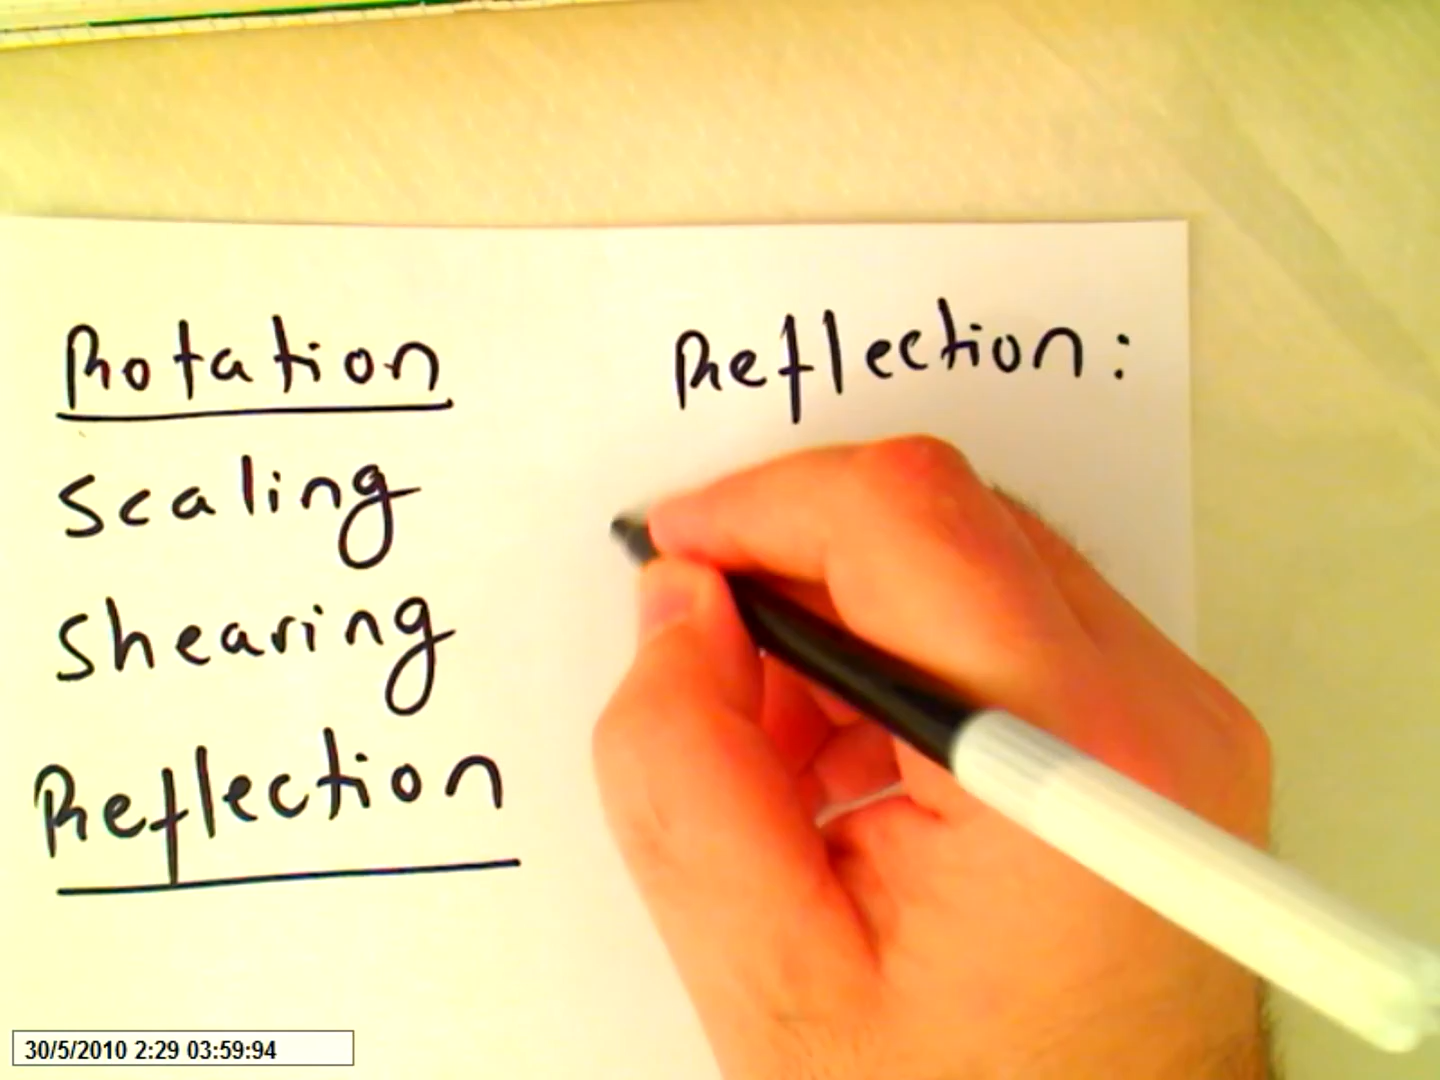 Rotation
scaling
shearing
Reflection
Reflection:
30/5/2010 2:29 03:59:94